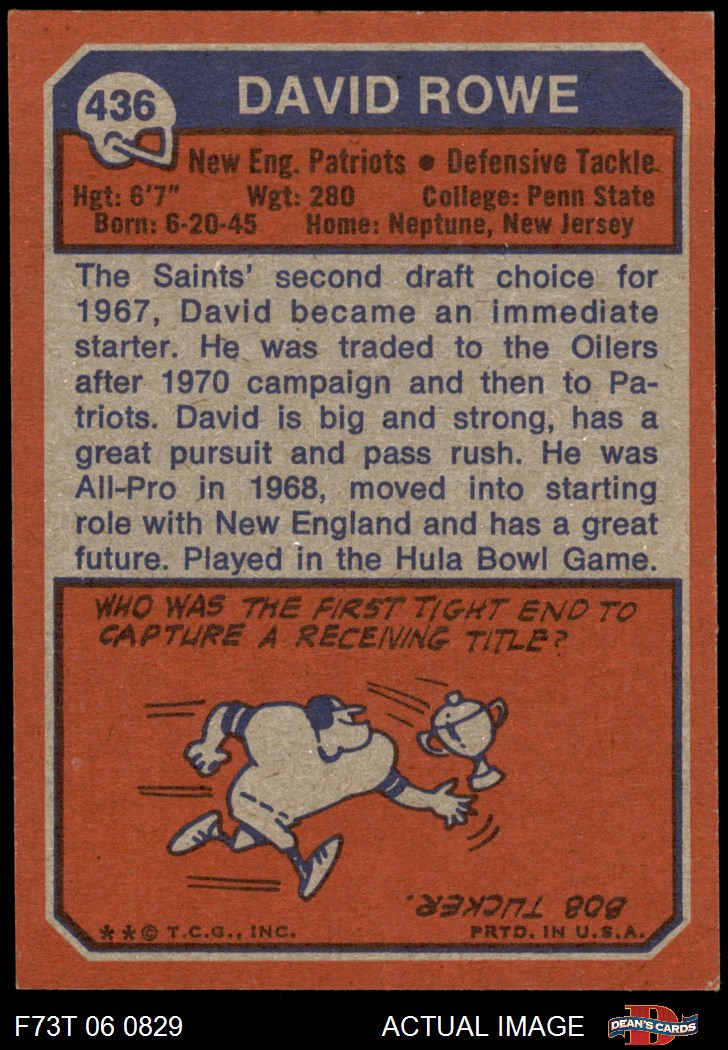 436
DAVID ROWE
New Eng. Patriots • Defensive Tackle
Hgt: 6'7" Wgt: 280 College: Penn State
Born: 6-20-45 Home: Neptune, New Jersey
The Saints' second draft choice for
1967, David became an immediate
starter. He was traded to the Oilers
after 1970 campaign and then to Pa-
triots. David is big and strong, has a
great pursuit and pass rush. He was
All-Pro in 1968, moved into starting
role with New England and has a great
future. Played in the Hula Bowl Game.
WHO WAS THE FIRST TIGHT END TO
CAPTURE A RECEIVING TITLE?
BOB TUCKER.
**© T.C.G., INC. PRTD. IN U.S.A.
F73T 06 0829 ACTUAL IMAGE D DEAN'S CARDS